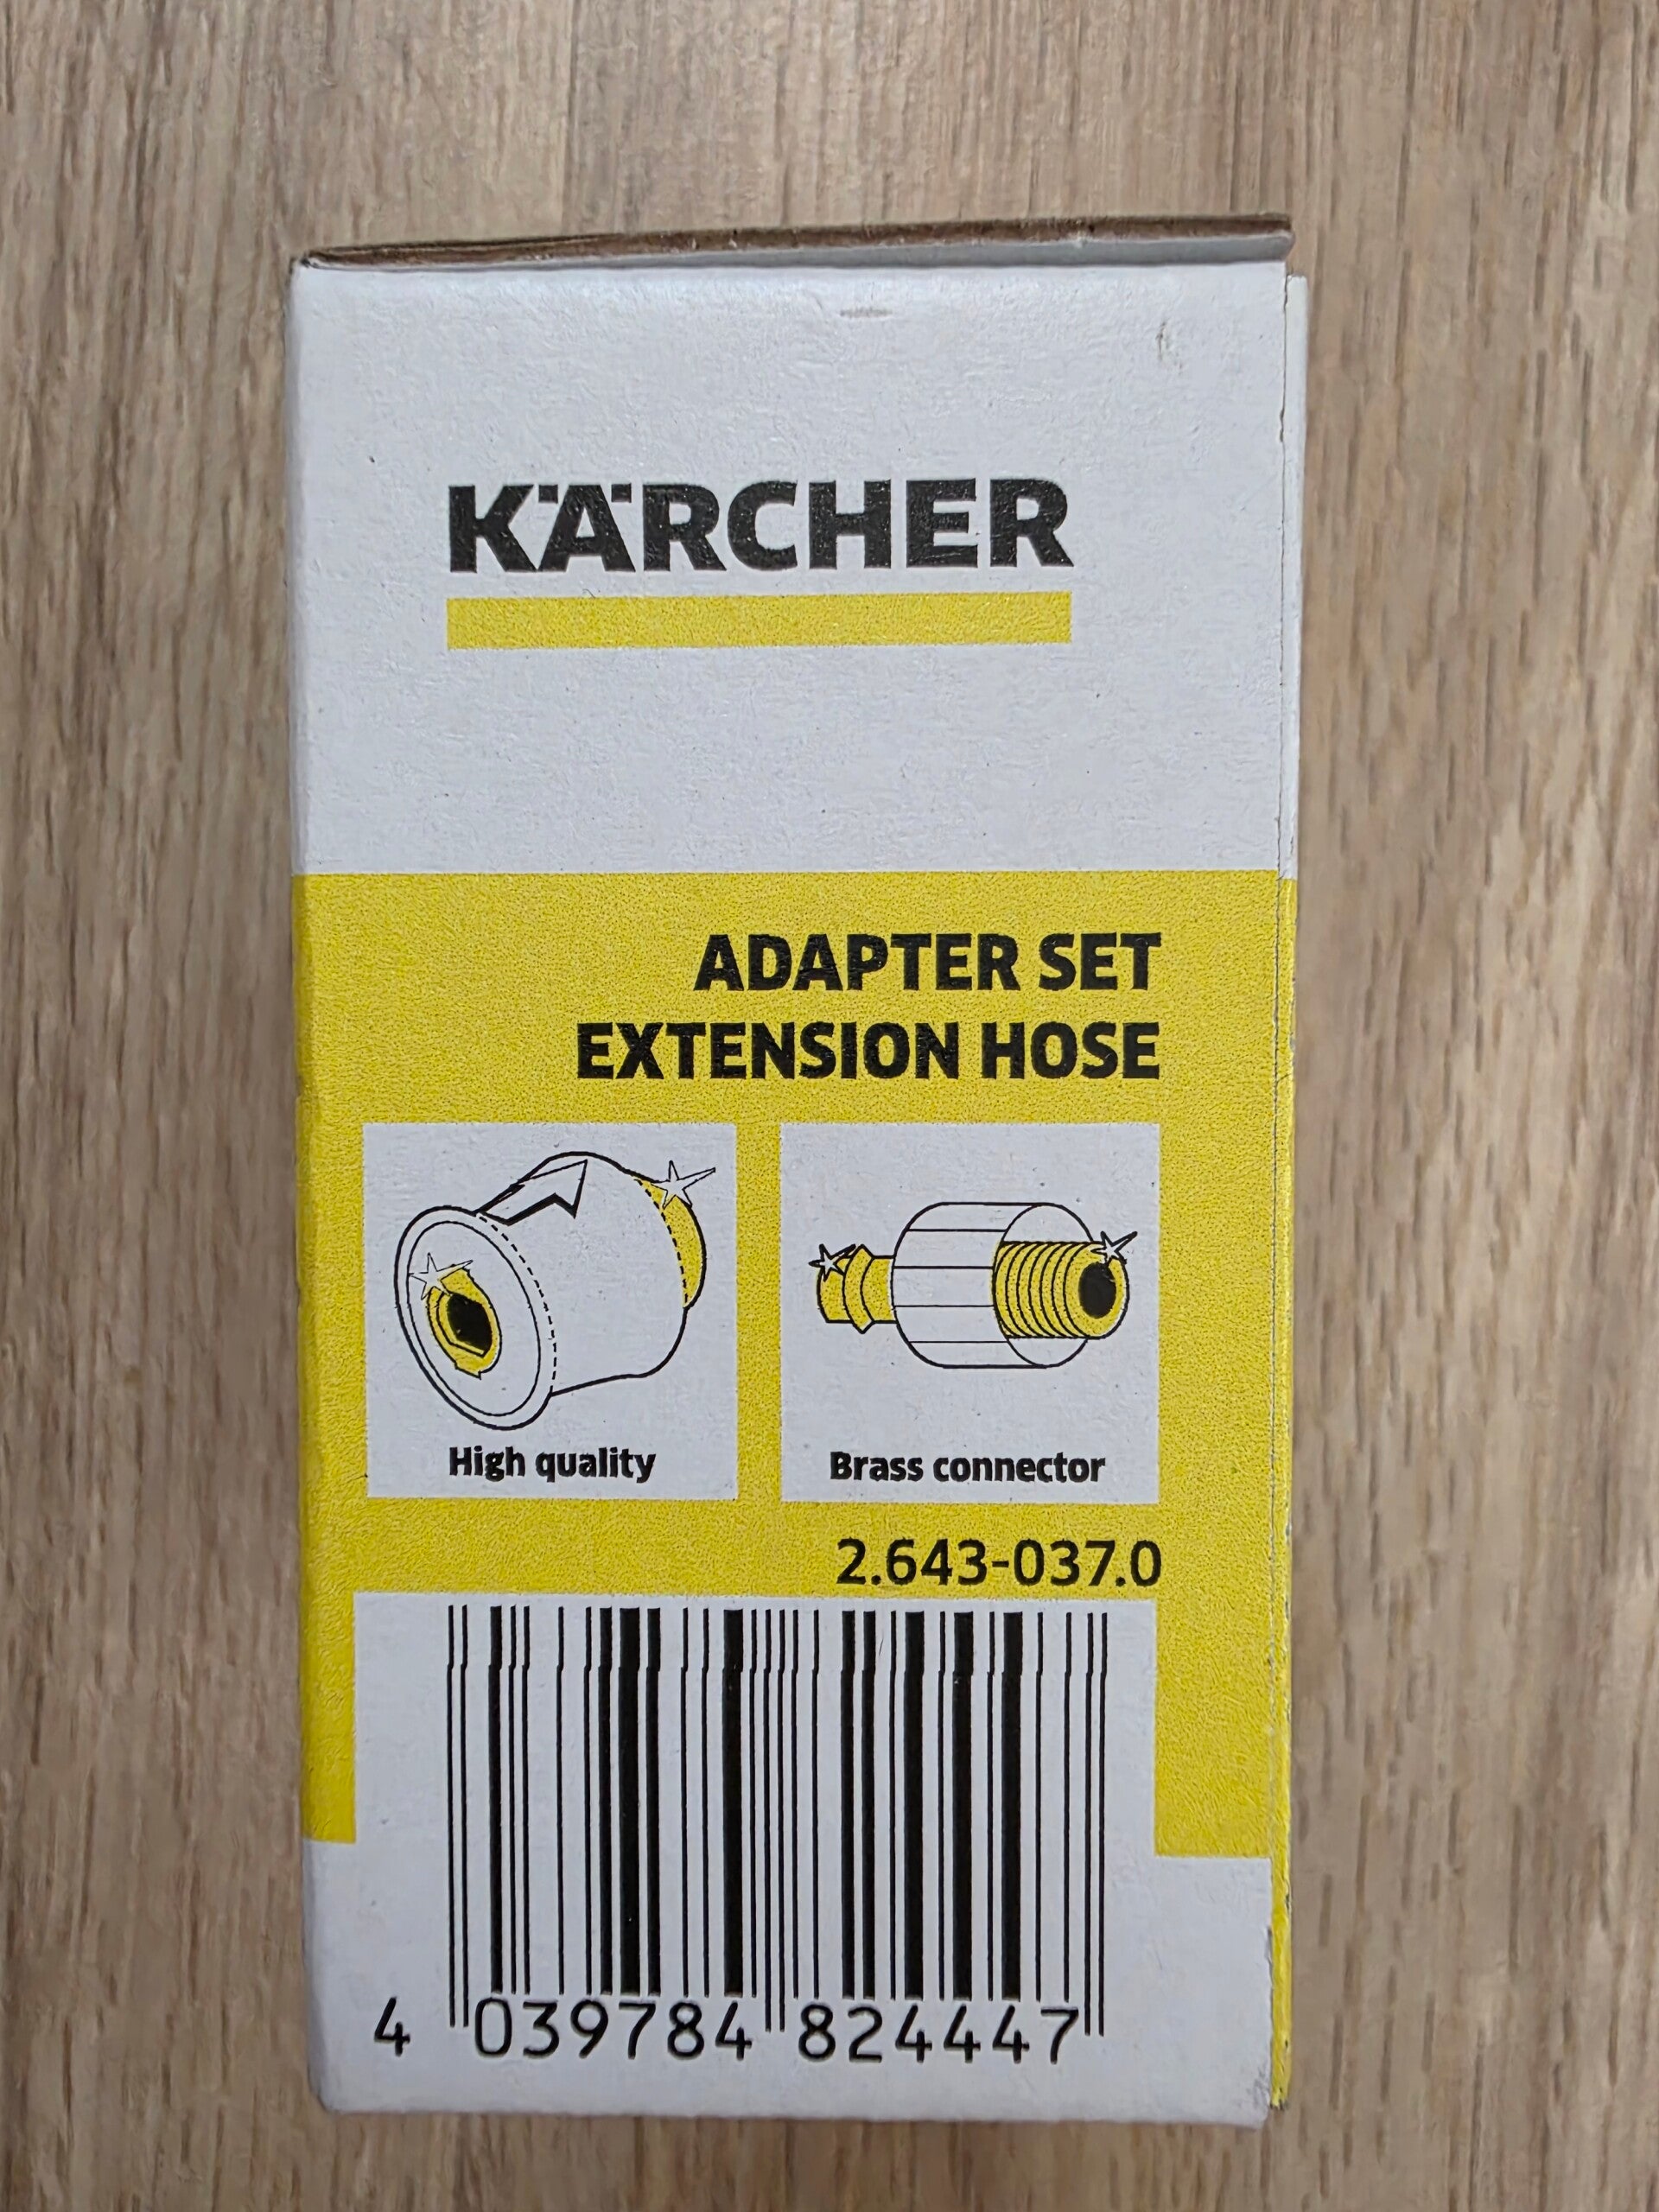 KÄRCHER
ADAPTER SET
EXTENSION HOSE
High quality
Brass connector
2.643-037.0
4 039784 824447